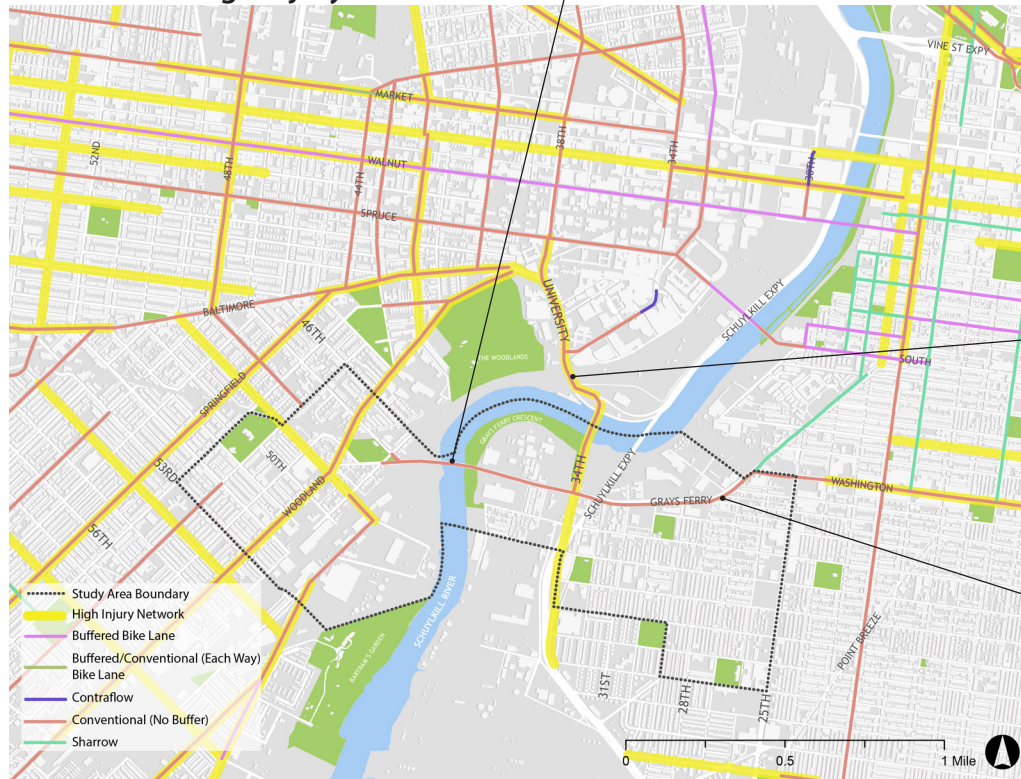 VINE ST EXPY
MARKET
52ND
48TH
44TH
38TH
34TH
30TH
WALNUT
SPRUCE
UNIVERSITY
SCHUYLKILL EXPY
BALTIMORE
46TH
THE WOODLANDS
SOUTH
SPRINGFIELD
GRAYS FERRY CRESCENT
50TH
53RD
WOODLAND
34TH
SCHUYLKILL EXPY
WASHINGTON
GRAYS FERRY
56TH
SCHUYLKILL RIVER
BARTRAM'S GARDEN
POINT BREEZE
31ST
28TH
25TH
Study Area Boundary
High Injury Network
Buffered Bike Lane
Buffered/Conventional (Each Way)
Bike Lane
Contraflow
Conventional (No Buffer)
Sharrow
0 0.5 1 Mile